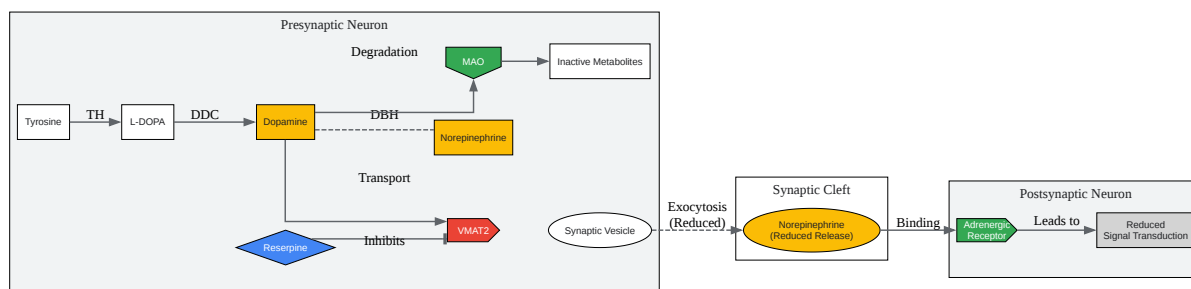 Presynaptic Neuron
Degradation
MAO
Inactive Metabolites
Tyrosine
TH
L-DOPA
DDC
Dopamine
DBH
Norepinephrine
Transport
VMAT2
Reserpine
Inhibits
Synaptic Vesicle
Exocytosis
(Reduced)
Synaptic Cleft
Norepinephrine
(Reduced Release)
Binding
Postsynaptic Neuron
Adrenergic
Receptor
Leads to
Reduced
Signal Transduction